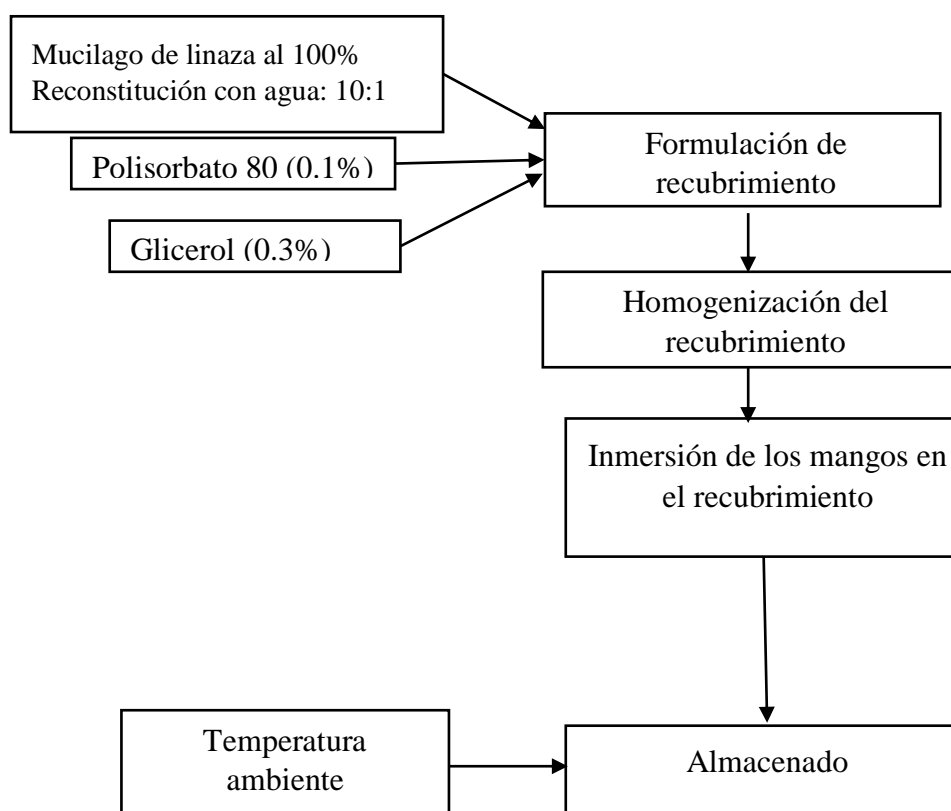 Mucilago de linaza al 100%
Reconstitución con agua: 10:1
Polisorbato 80 (0.1%)
Glicerol (0.3%)
Formulación de
recubrimiento
Homogenización del
recubrimiento
Inmersión de los mangos en
el recubrimiento
Temperatura
ambiente
Almacenado